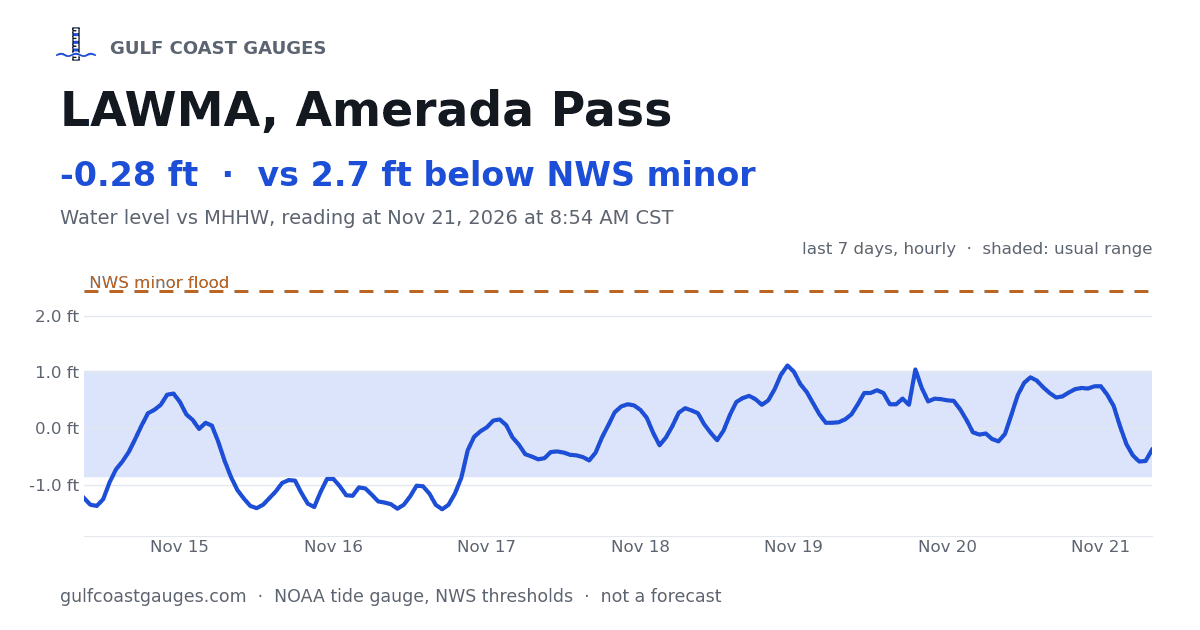 GULF COAST GAUGES
LAWMA, Amerada Pass
-0.28 ft · vs 2.7 ft below NWS minor
Water level vs MHHW, reading at Nov 21, 2026 at 8:54 AM CST
last 7 days, hourly · shaded: usual range
NWS minor flood
2.0 ft
1.0 ft
0.0 ft
-1.0 ft
Nov 15 Nov 16 Nov 17 Nov 18 Nov 19 Nov 20 Nov 21
gulfcoastgauges.com · NOAA tide gauge, NWS thresholds · not a forecast